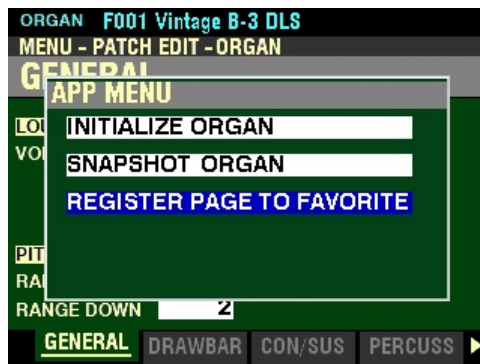 ORGAN F001 Vintage B-3 DLS
MENU - PATCH EDIT - ORGAN
GENERAL
APP MENU
INITIALIZE ORGAN
SNAPSHOT ORGAN
REGISTER PAGE TO FAVORITE
RANGE DOWN 2
GENERAL DRAWBAR CON/SUS PERCUSS